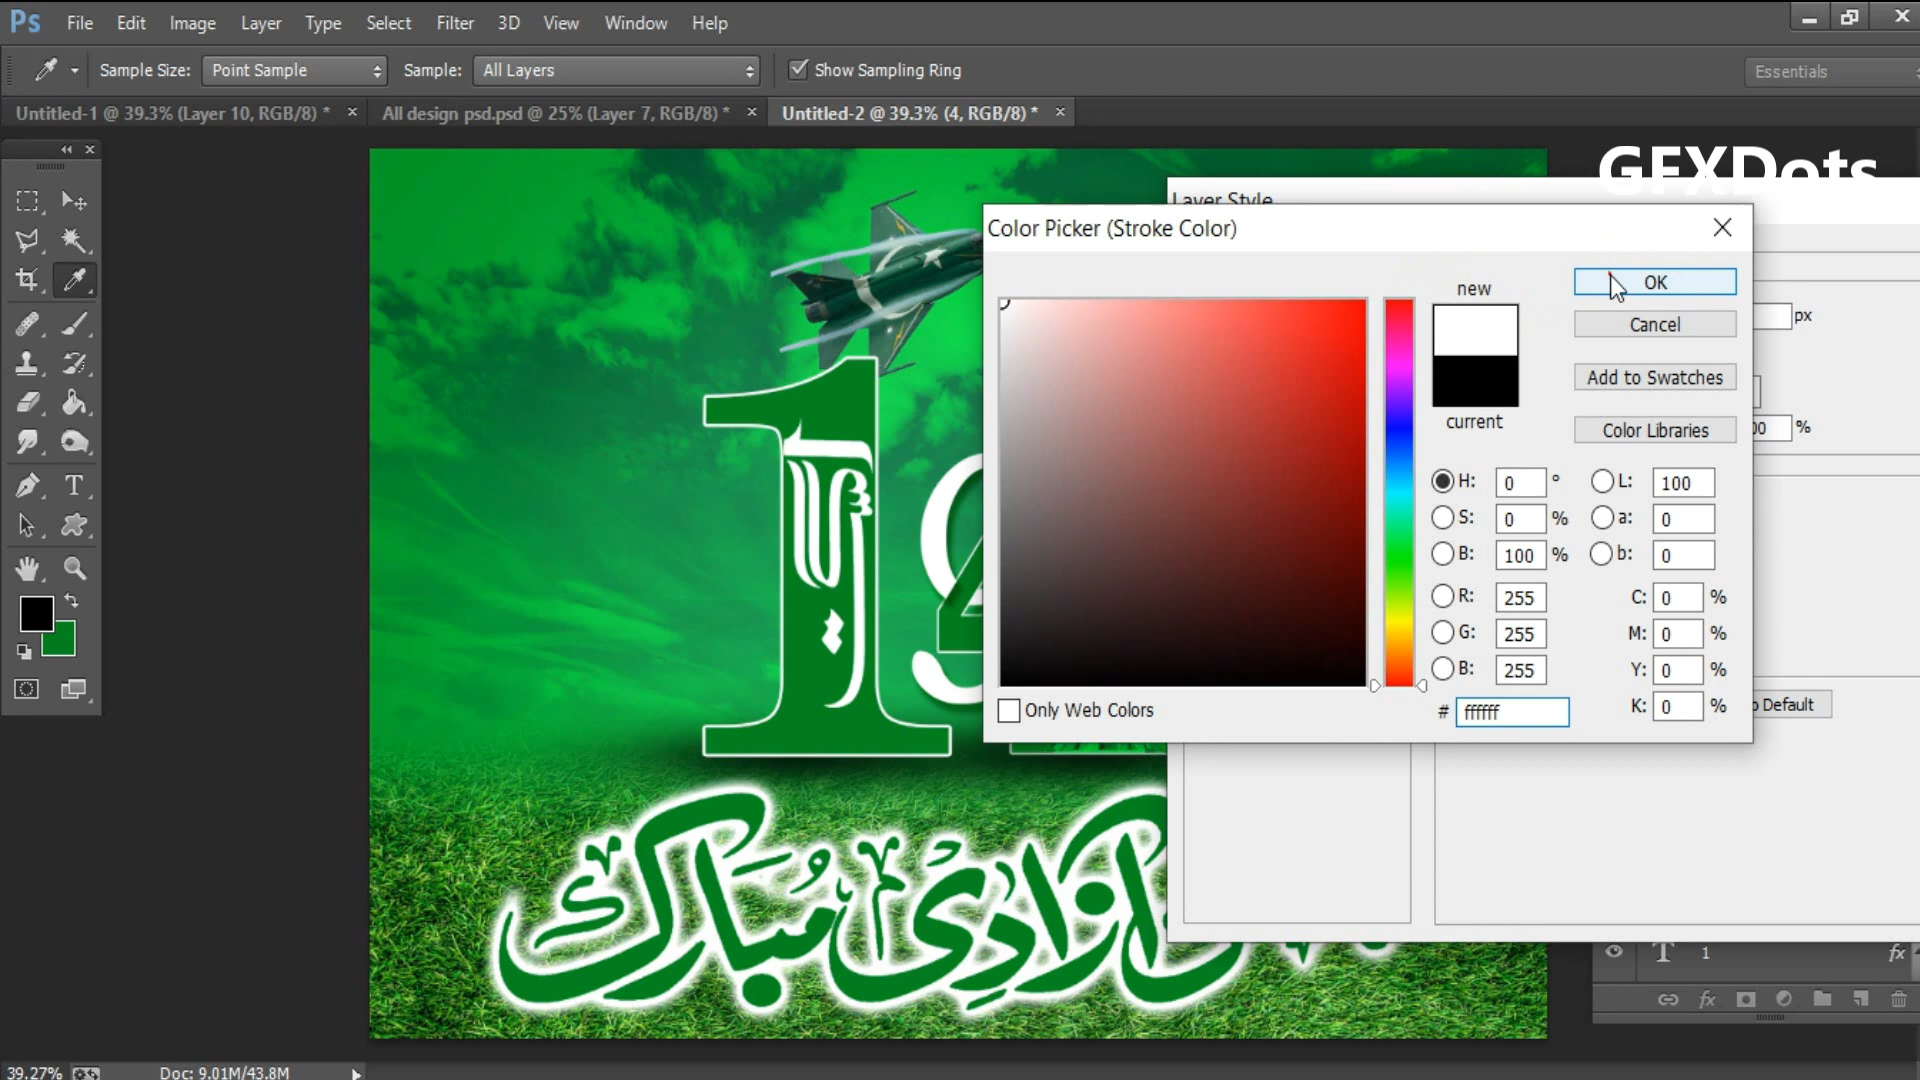 Ps File Edit Image Layer Type Select Filter 3D View Window Help
Sample Size: Point Sample Sample: All Layers Show Sampling Ring Essentials
Untitled-1 @ 39.3% (Layer 10, RGB/8) * All design psd.psd @ 25% (Layer 7, RGB/8) * Untitled-2 @ 39.3% (4, RGB/8) *
GFXDots
Layer Style
Color Picker (Stroke Color)
new
OK
Cancel
px
Add to Swatches
current
Color Libraries
%
H: 0 ° L: 100
S: 0 % a: 0
B: 100 % b: 0
R: 255 C: 0 %
G: 255 M: 0 %
B: 255 Y: 0 %
# ffffff K: 0 %
Only Web Colors
Default
1
آزادی مُبارک
T 1 fx
39.27% Doc: 9.01M/43.8M